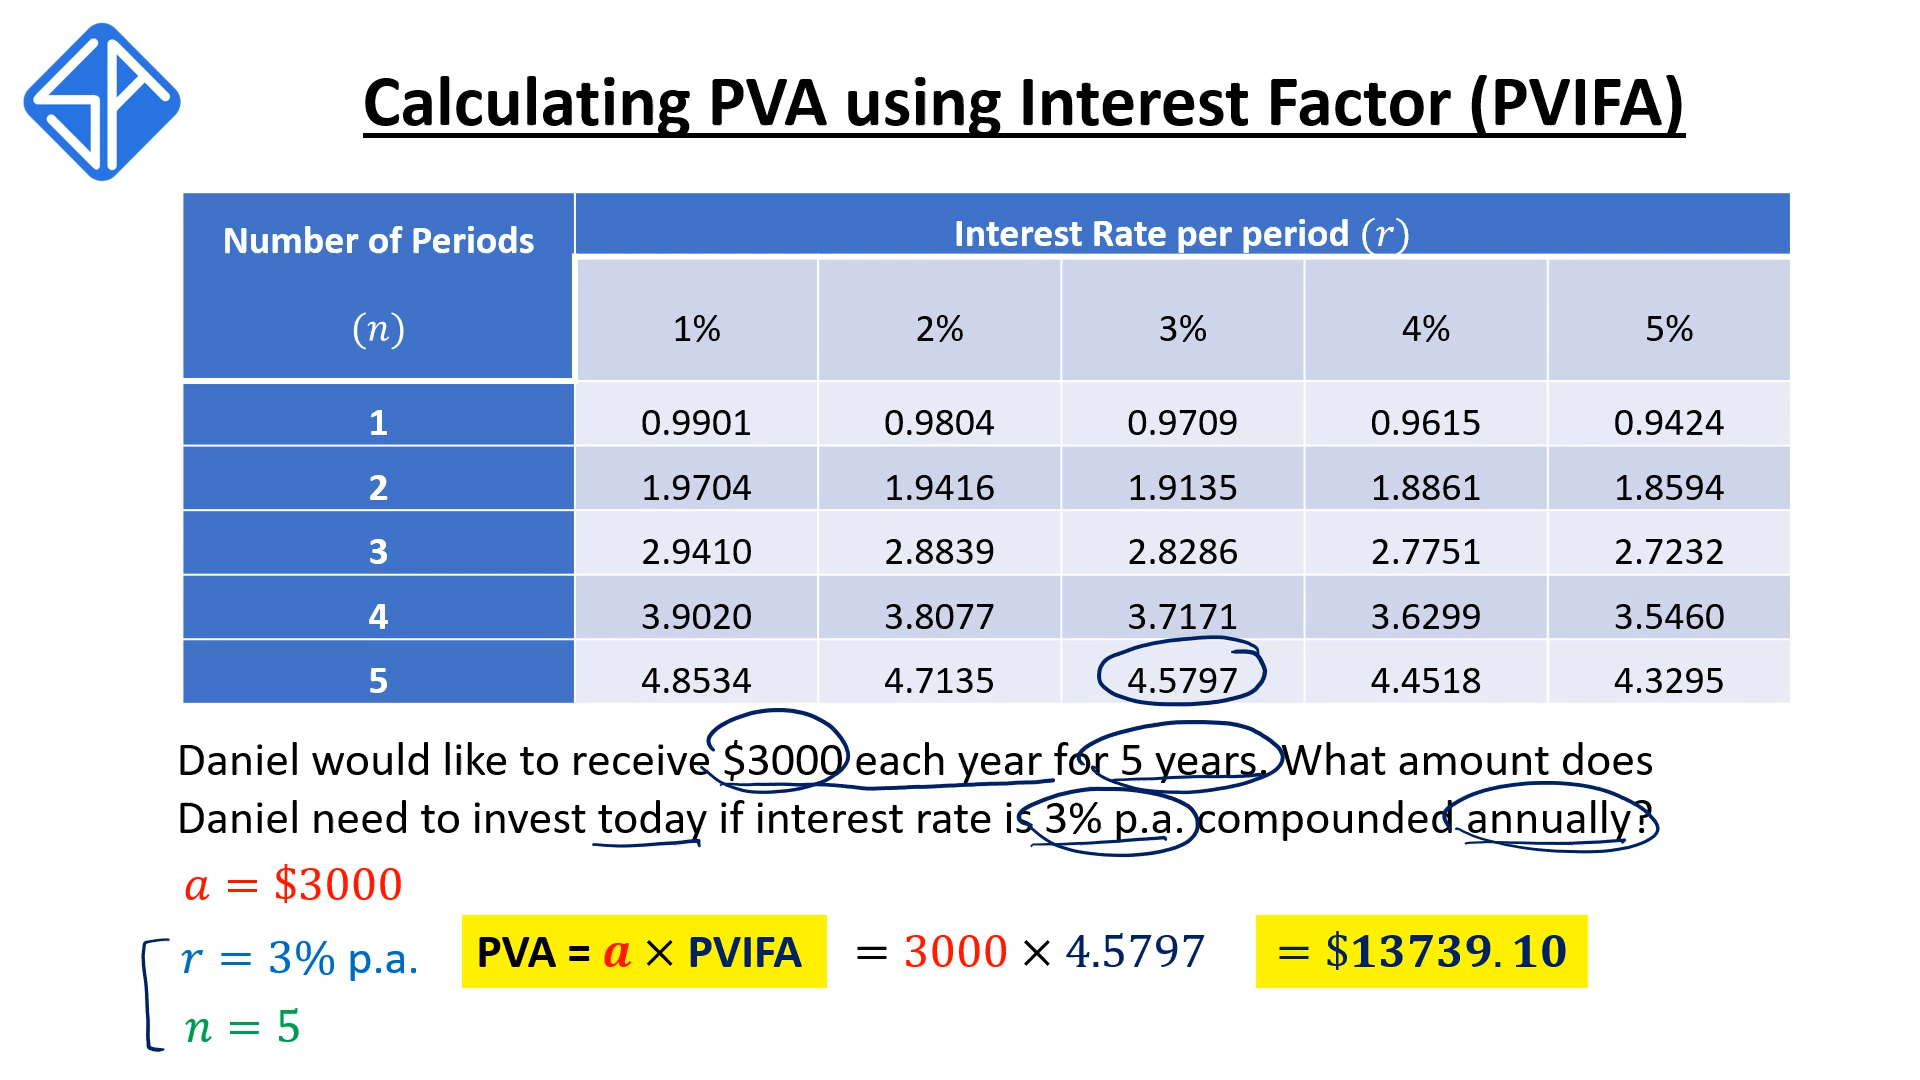 Calculating PVA using Interest Factor (PVIFA)
Number of Periods
(n)
Interest Rate per period (r)
1% 2% 3% 4% 5%
1 0.9901 0.9804 0.9709 0.9615 0.9424
2 1.9704 1.9416 1.9135 1.8861 1.8594
3 2.9410 2.8839 2.8286 2.7751 2.7232
4 3.9020 3.8077 3.7171 3.6299 3.5460
5 4.8534 4.7135 4.5797 4.4518 4.3295
Daniel would like to receive $3000 each year for 5 years. What amount does
Daniel need to invest today if interest rate is 3% p.a. compounded annually?
a = $3000
r = 3% p.a.
PVA = a × PVIFA = 3000 × 4.5797 = $13739.10
n = 5